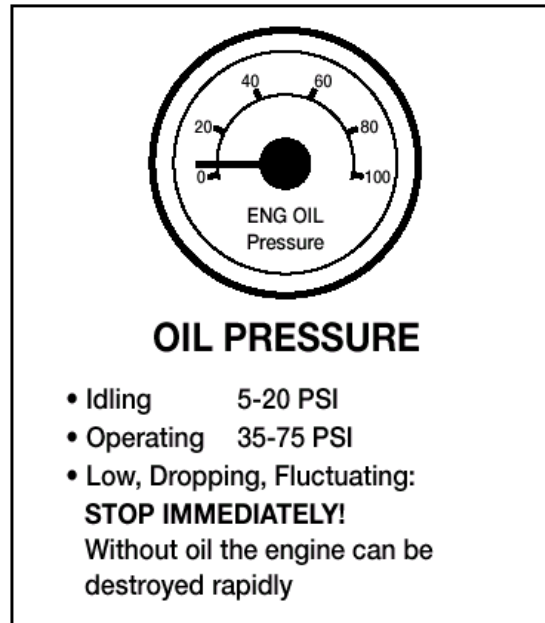 40 60
20 80
0 100
ENG OIL
Pressure
OIL PRESSURE
• Idling 5-20 PSI
• Operating 35-75 PSI
• Low, Dropping, Fluctuating:
STOP IMMEDIATELY!
Without oil the engine can be
destroyed rapidly